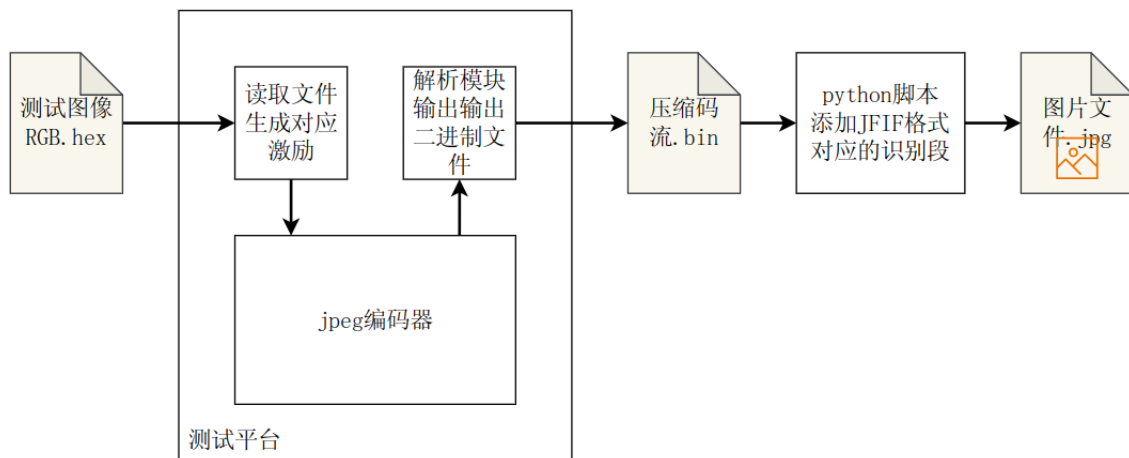 测试图像
RGB.hex
读取文件
生成对应
激励
解析模块
输出输出
二进制文
件
压缩码
流.bin
python脚本
添加JFIF格式
对应的识别段
图片文
件.jpg
jpeg编码器
测试平台